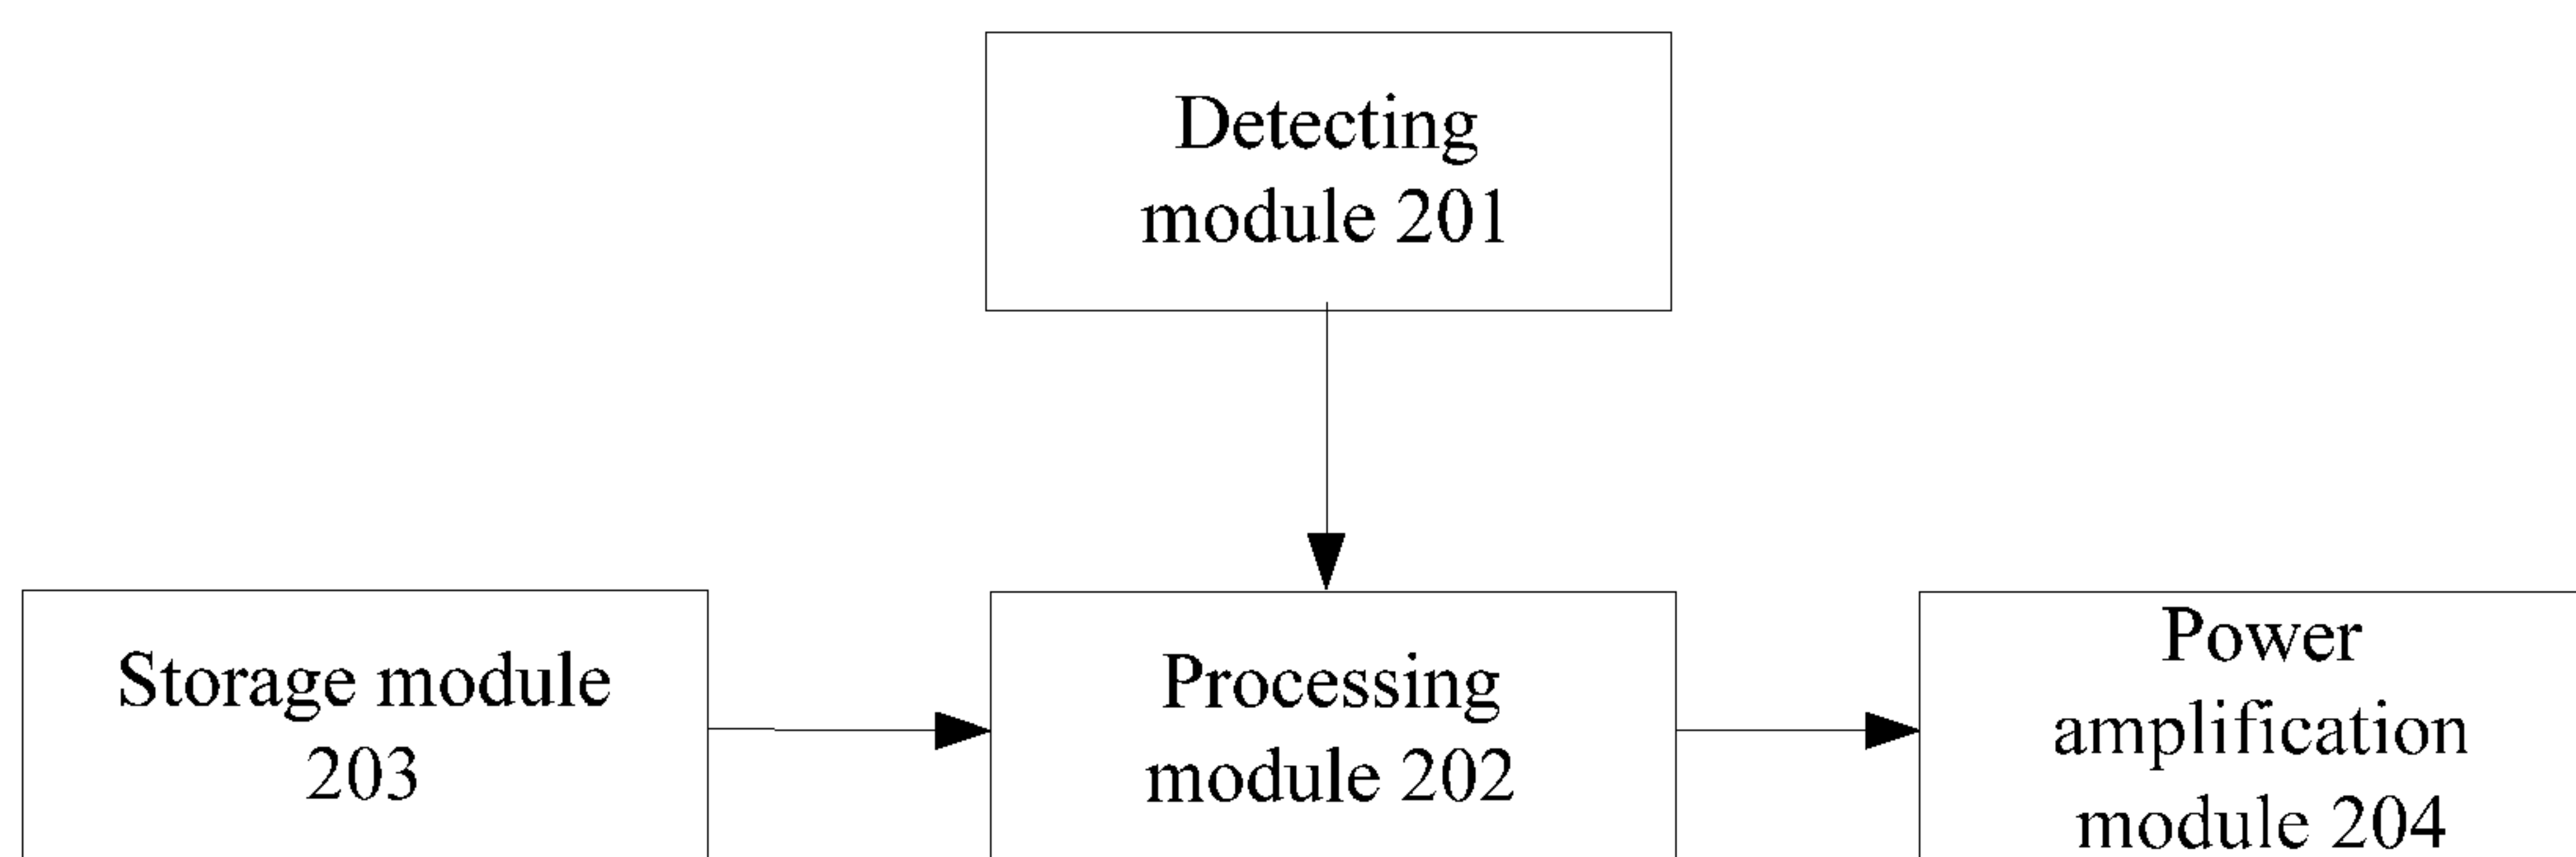 Detecting
module 201
Storage module
203
Processing
module 202
Power
amplification
module 204